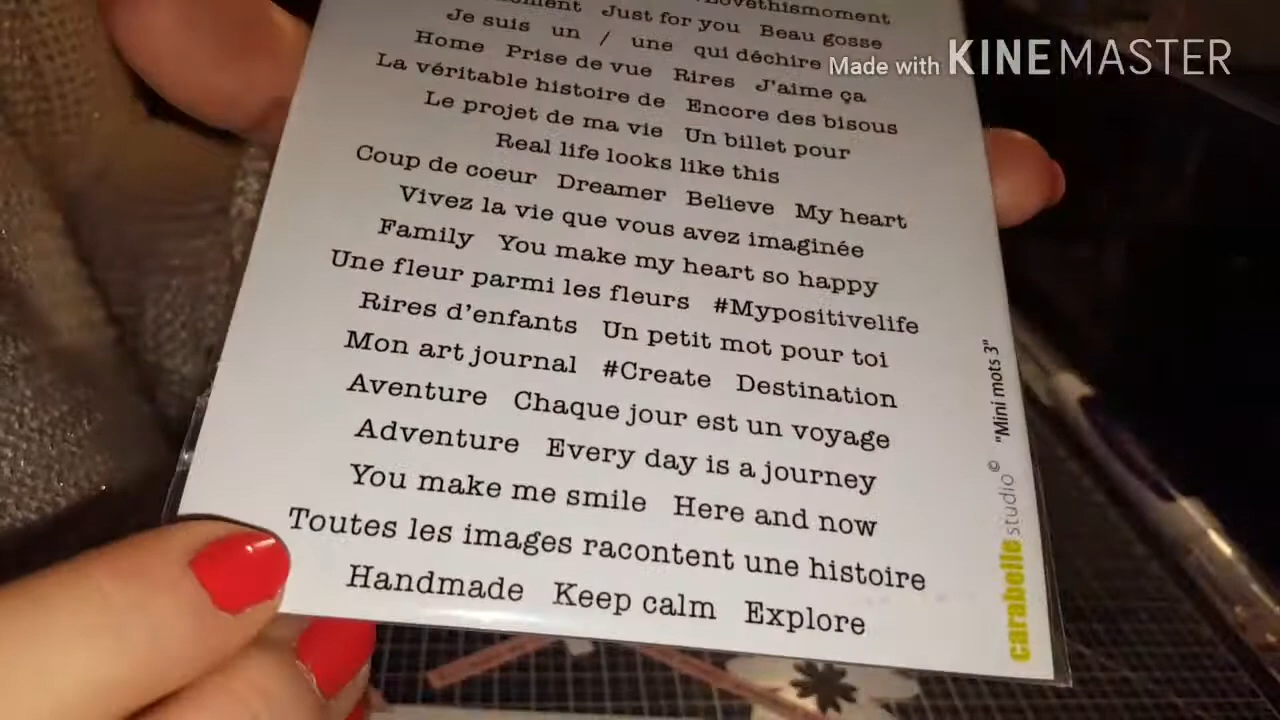 #Lovethismoment
Just for you Beau gosse
Je suis un / une qui déchire
Made with KINEMASTER
Home Prise de vue Rires J'aime ça
La véritable histoire de Encore des bisous
Le projet de ma vie Un billet pour
Real life looks like this
Coup de coeur Dreamer Believe My heart
Vivez la vie que vous avez imaginée
Family You make my heart so happy
Une fleur parmi les fleurs #Mypositivelife
Rires d'enfants Un petit mot pour toi
Mon art journal #Create Destination
Aventure Chaque jour est un voyage
Adventure Every day is a journey
You make me smile Here and now
Toutes les images racontent une histoire
Handmade Keep calm Explore
carabelle studio© "Mini mots 3"